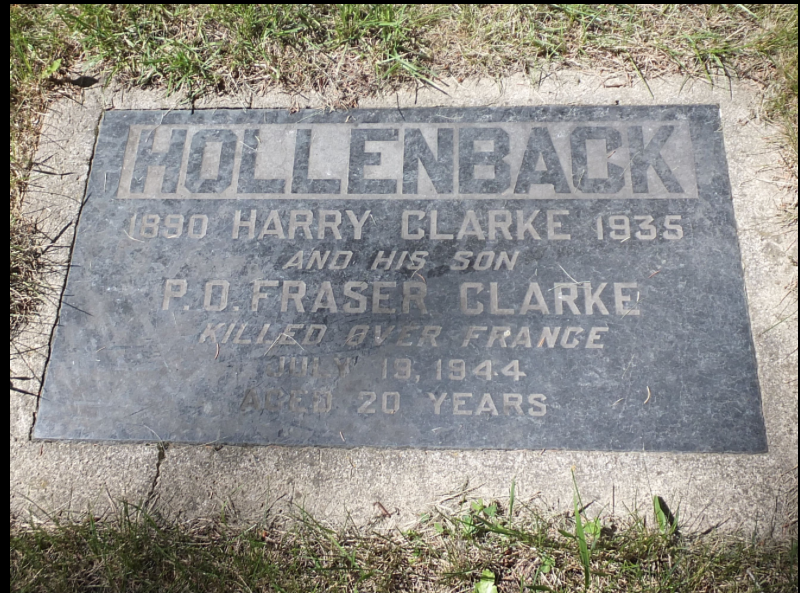 HOLLENBACK
1890 HARRY CLARKE 1935
AND HIS SON
P.O. FRASER CLARKE
KILLED OVER FRANCE
JULY 19, 1944
AGED 20 YEARS